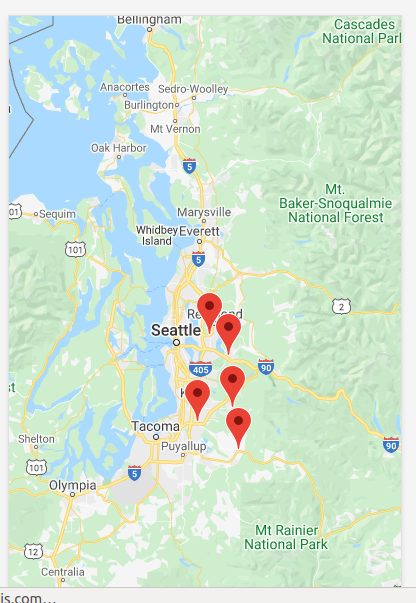 Bellingham
Cascades
National Park
Anacortes
Sedro-Woolley
Burlington
Mt Vernon
Oak Harbor
5
Mt.
Baker-Snoqualmie
National Forest
101
Sequim
Marysville
Whidbey
Island
Everett
101
5
2
Seattle
405
90
Tacoma
Puyallup
90
Shelton
101
5
Olympia
Mt Rainier
National Park
12
Centralia
is.com...